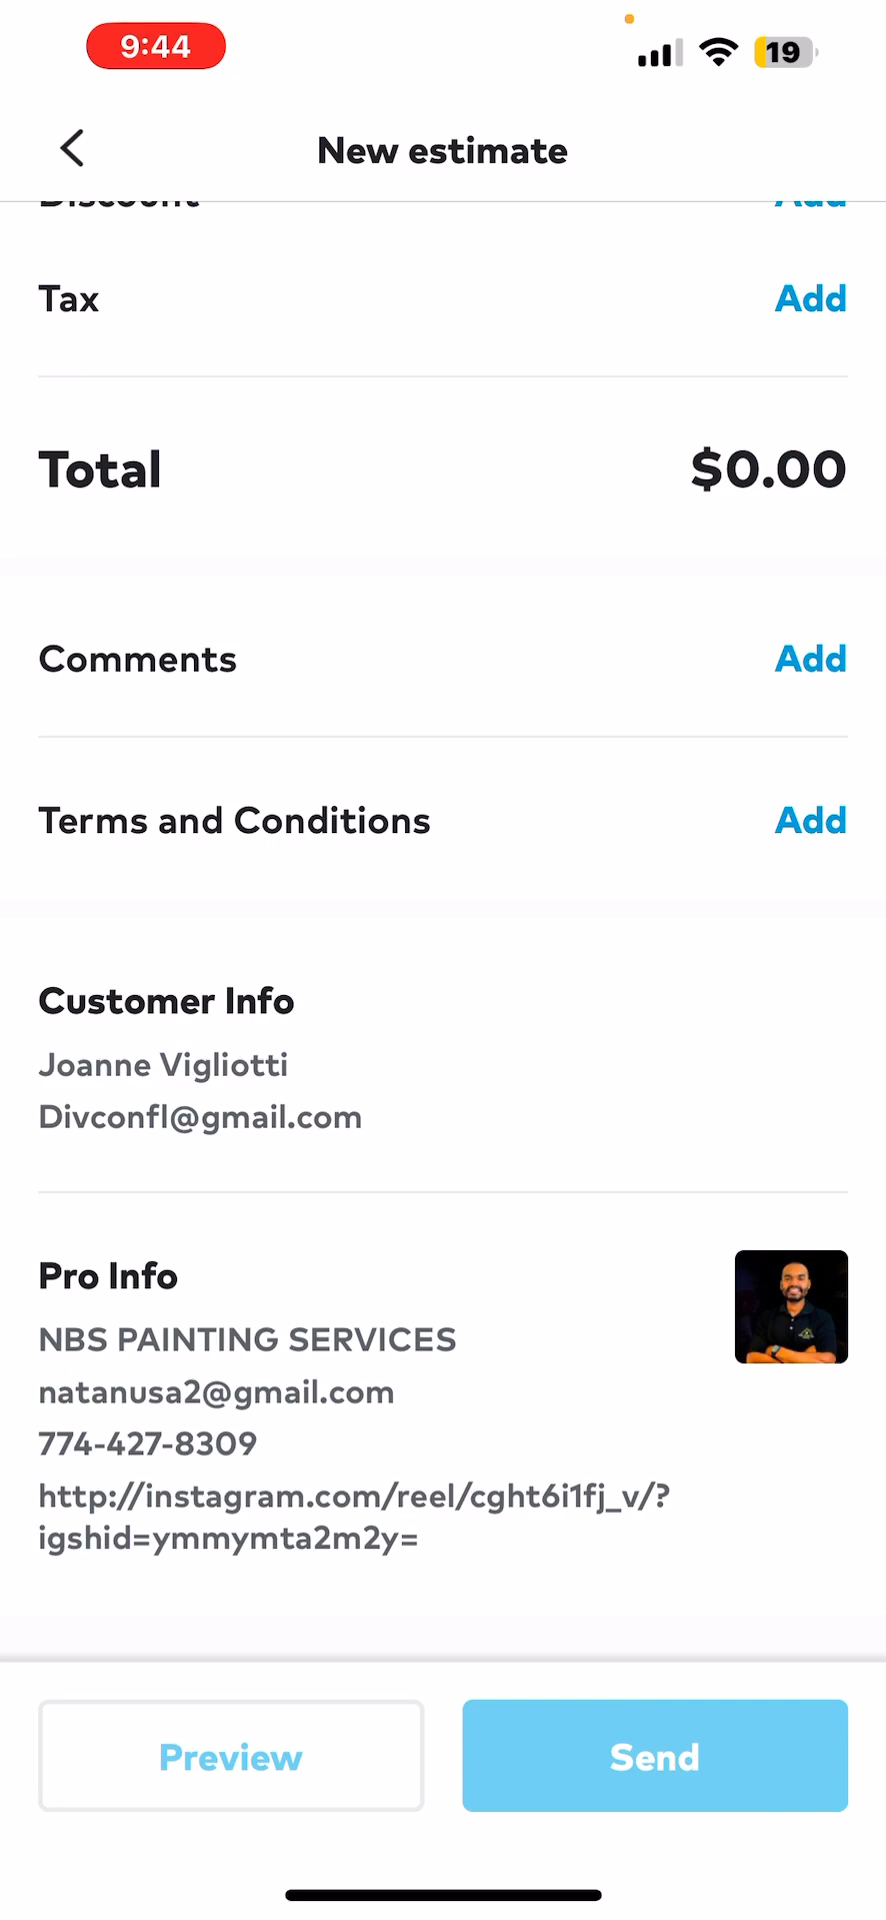 9:44
19
New estimate
Discount Add
Tax Add
Total $0.00
Comments Add
Terms and Conditions Add
Customer Info
Joanne Vigliotti
Divconfl@gmail.com
Pro Info
NBS PAINTING SERVICES
natanusa2@gmail.com
774-427-8309
http://instagram.com/reel/cght6i1fj_v/?
igshid=ymmymta2m2y=
Preview Send